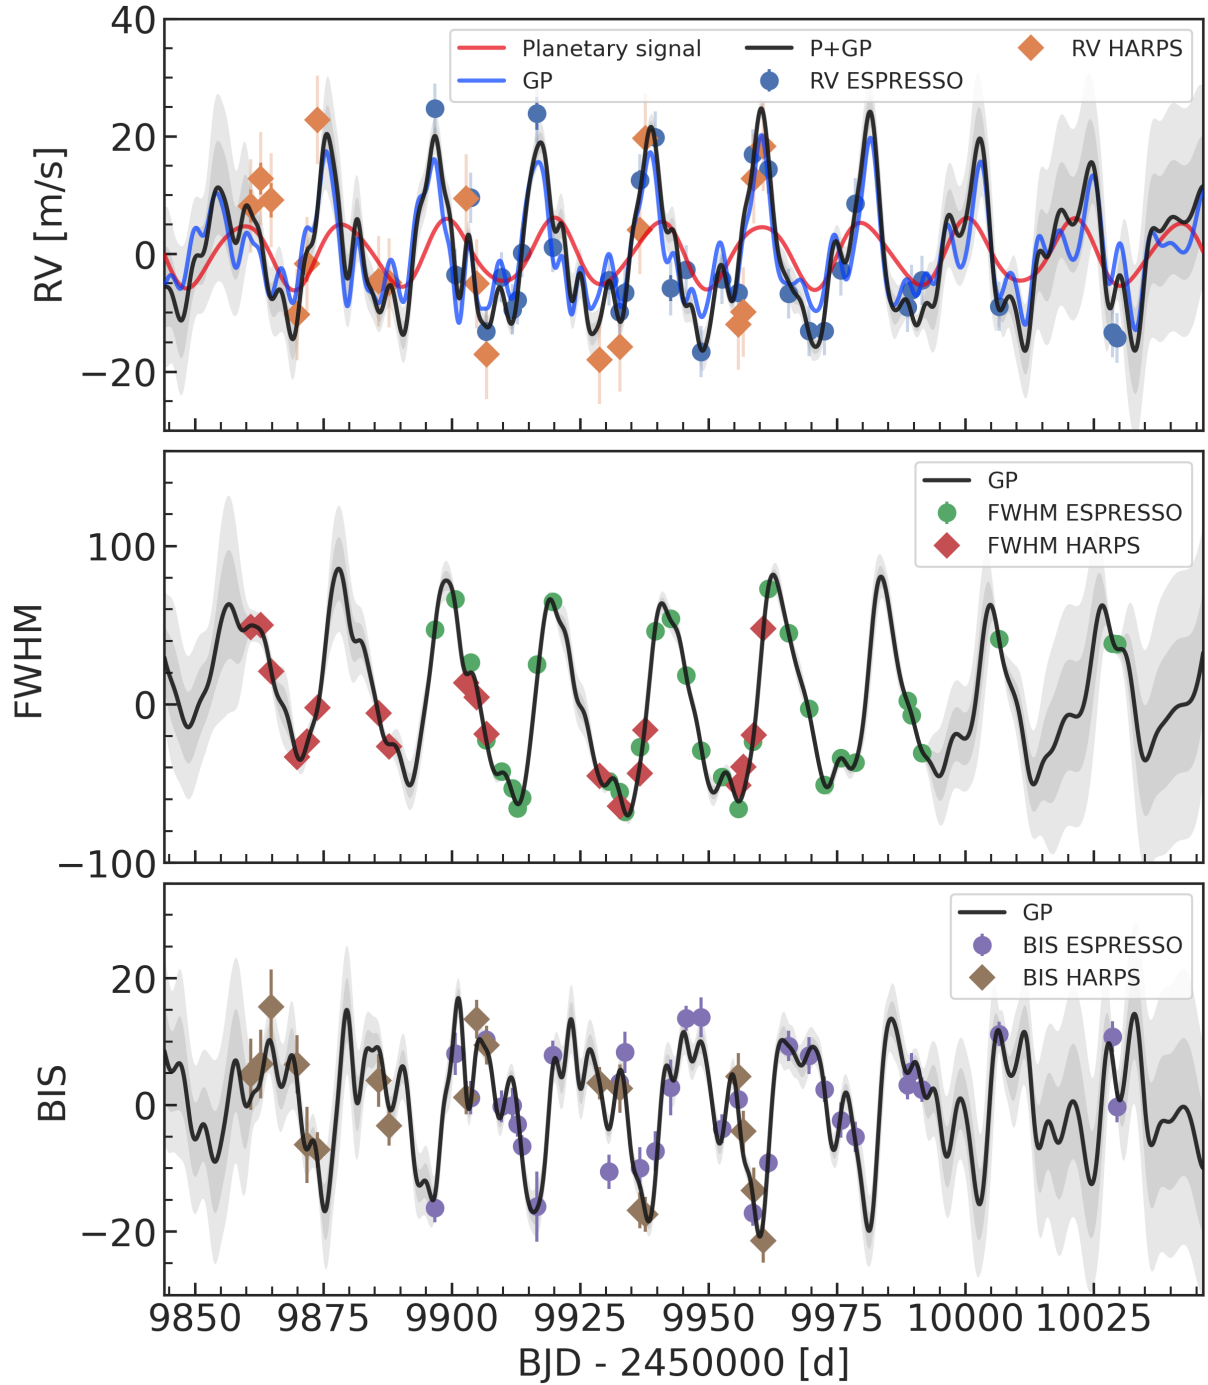 40
20
0
−20
RV [m/s]
Planetary signal
GP
P+GP
RV ESPRESSO
RV HARPS
100
0
−100
FWHM
GP
FWHM ESPRESSO
FWHM HARPS
20
0
−20
BIS
GP
BIS ESPRESSO
BIS HARPS
9850 9875 9900 9925 9950 9975 10000 10025
BJD - 2450000 [d]